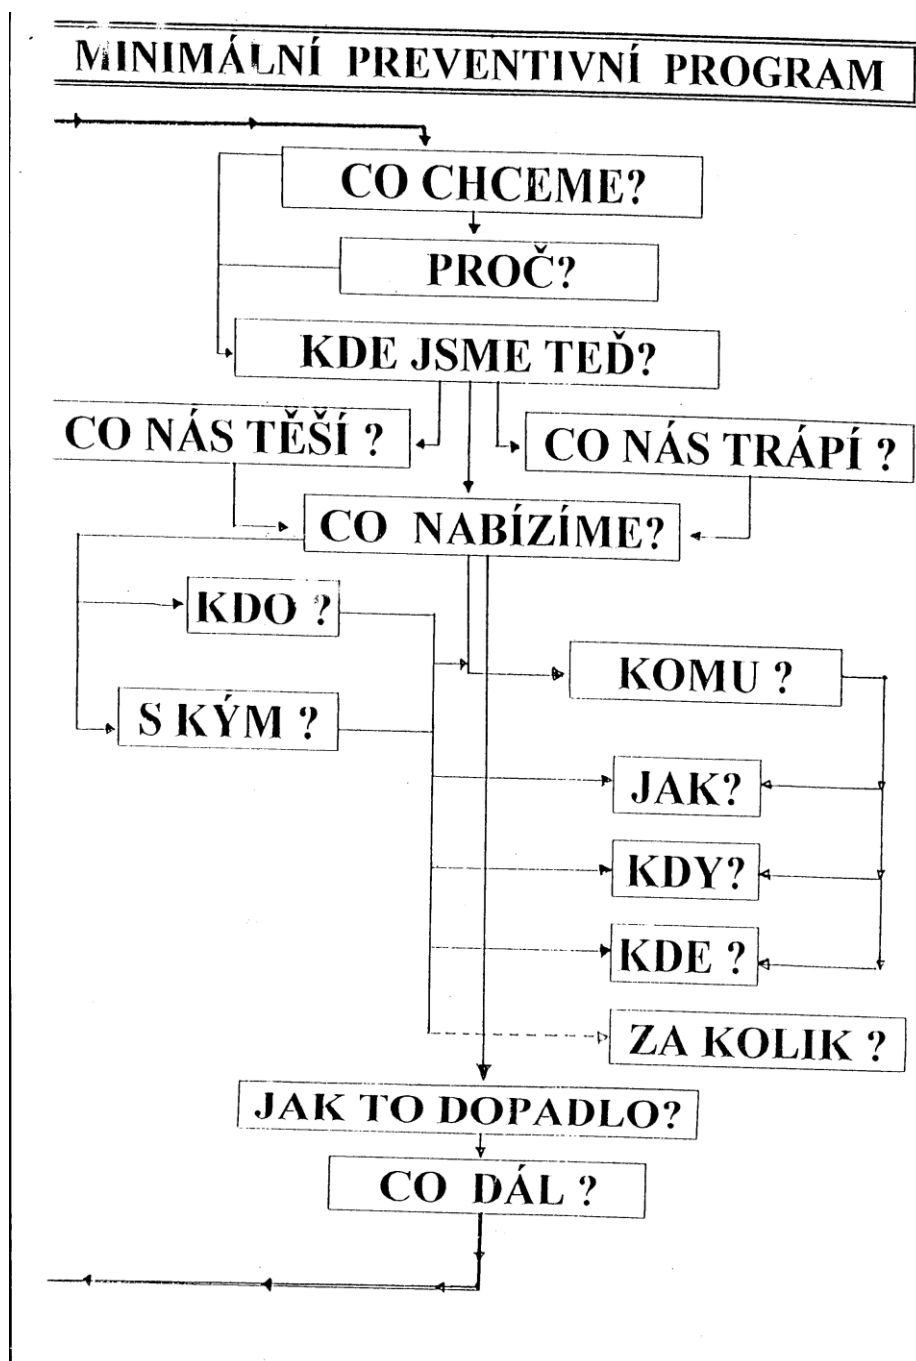 MINIMÁLNÍ PREVENTIVNÍ PROGRAM
CO CHCEME?
PROČ?
KDE JSME TEĎ?
CO NÁS TĚŠÍ ?
CO NÁS TRÁPÍ ?
CO NABÍZÍME?
KDO ?
KOMU ?
S KÝM ?
JAK?
KDY?
KDE ?
ZA KOLIK ?
JAK TO DOPADLO?
CO DÁL ?